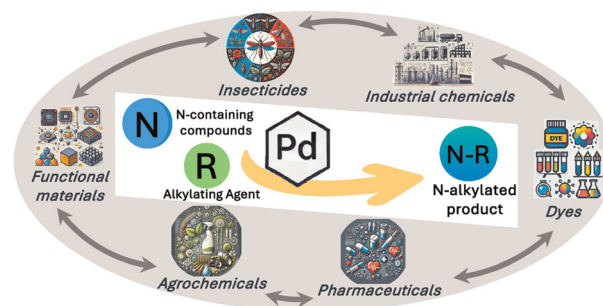 Insecticides
Industrial chemicals
N
N-containing
compounds
Pd
R
Alkylating Agent
N-R
N-alkylated
product
DYE
Functional
materials
Dyes
Agrochemicals
Pharmaceuticals